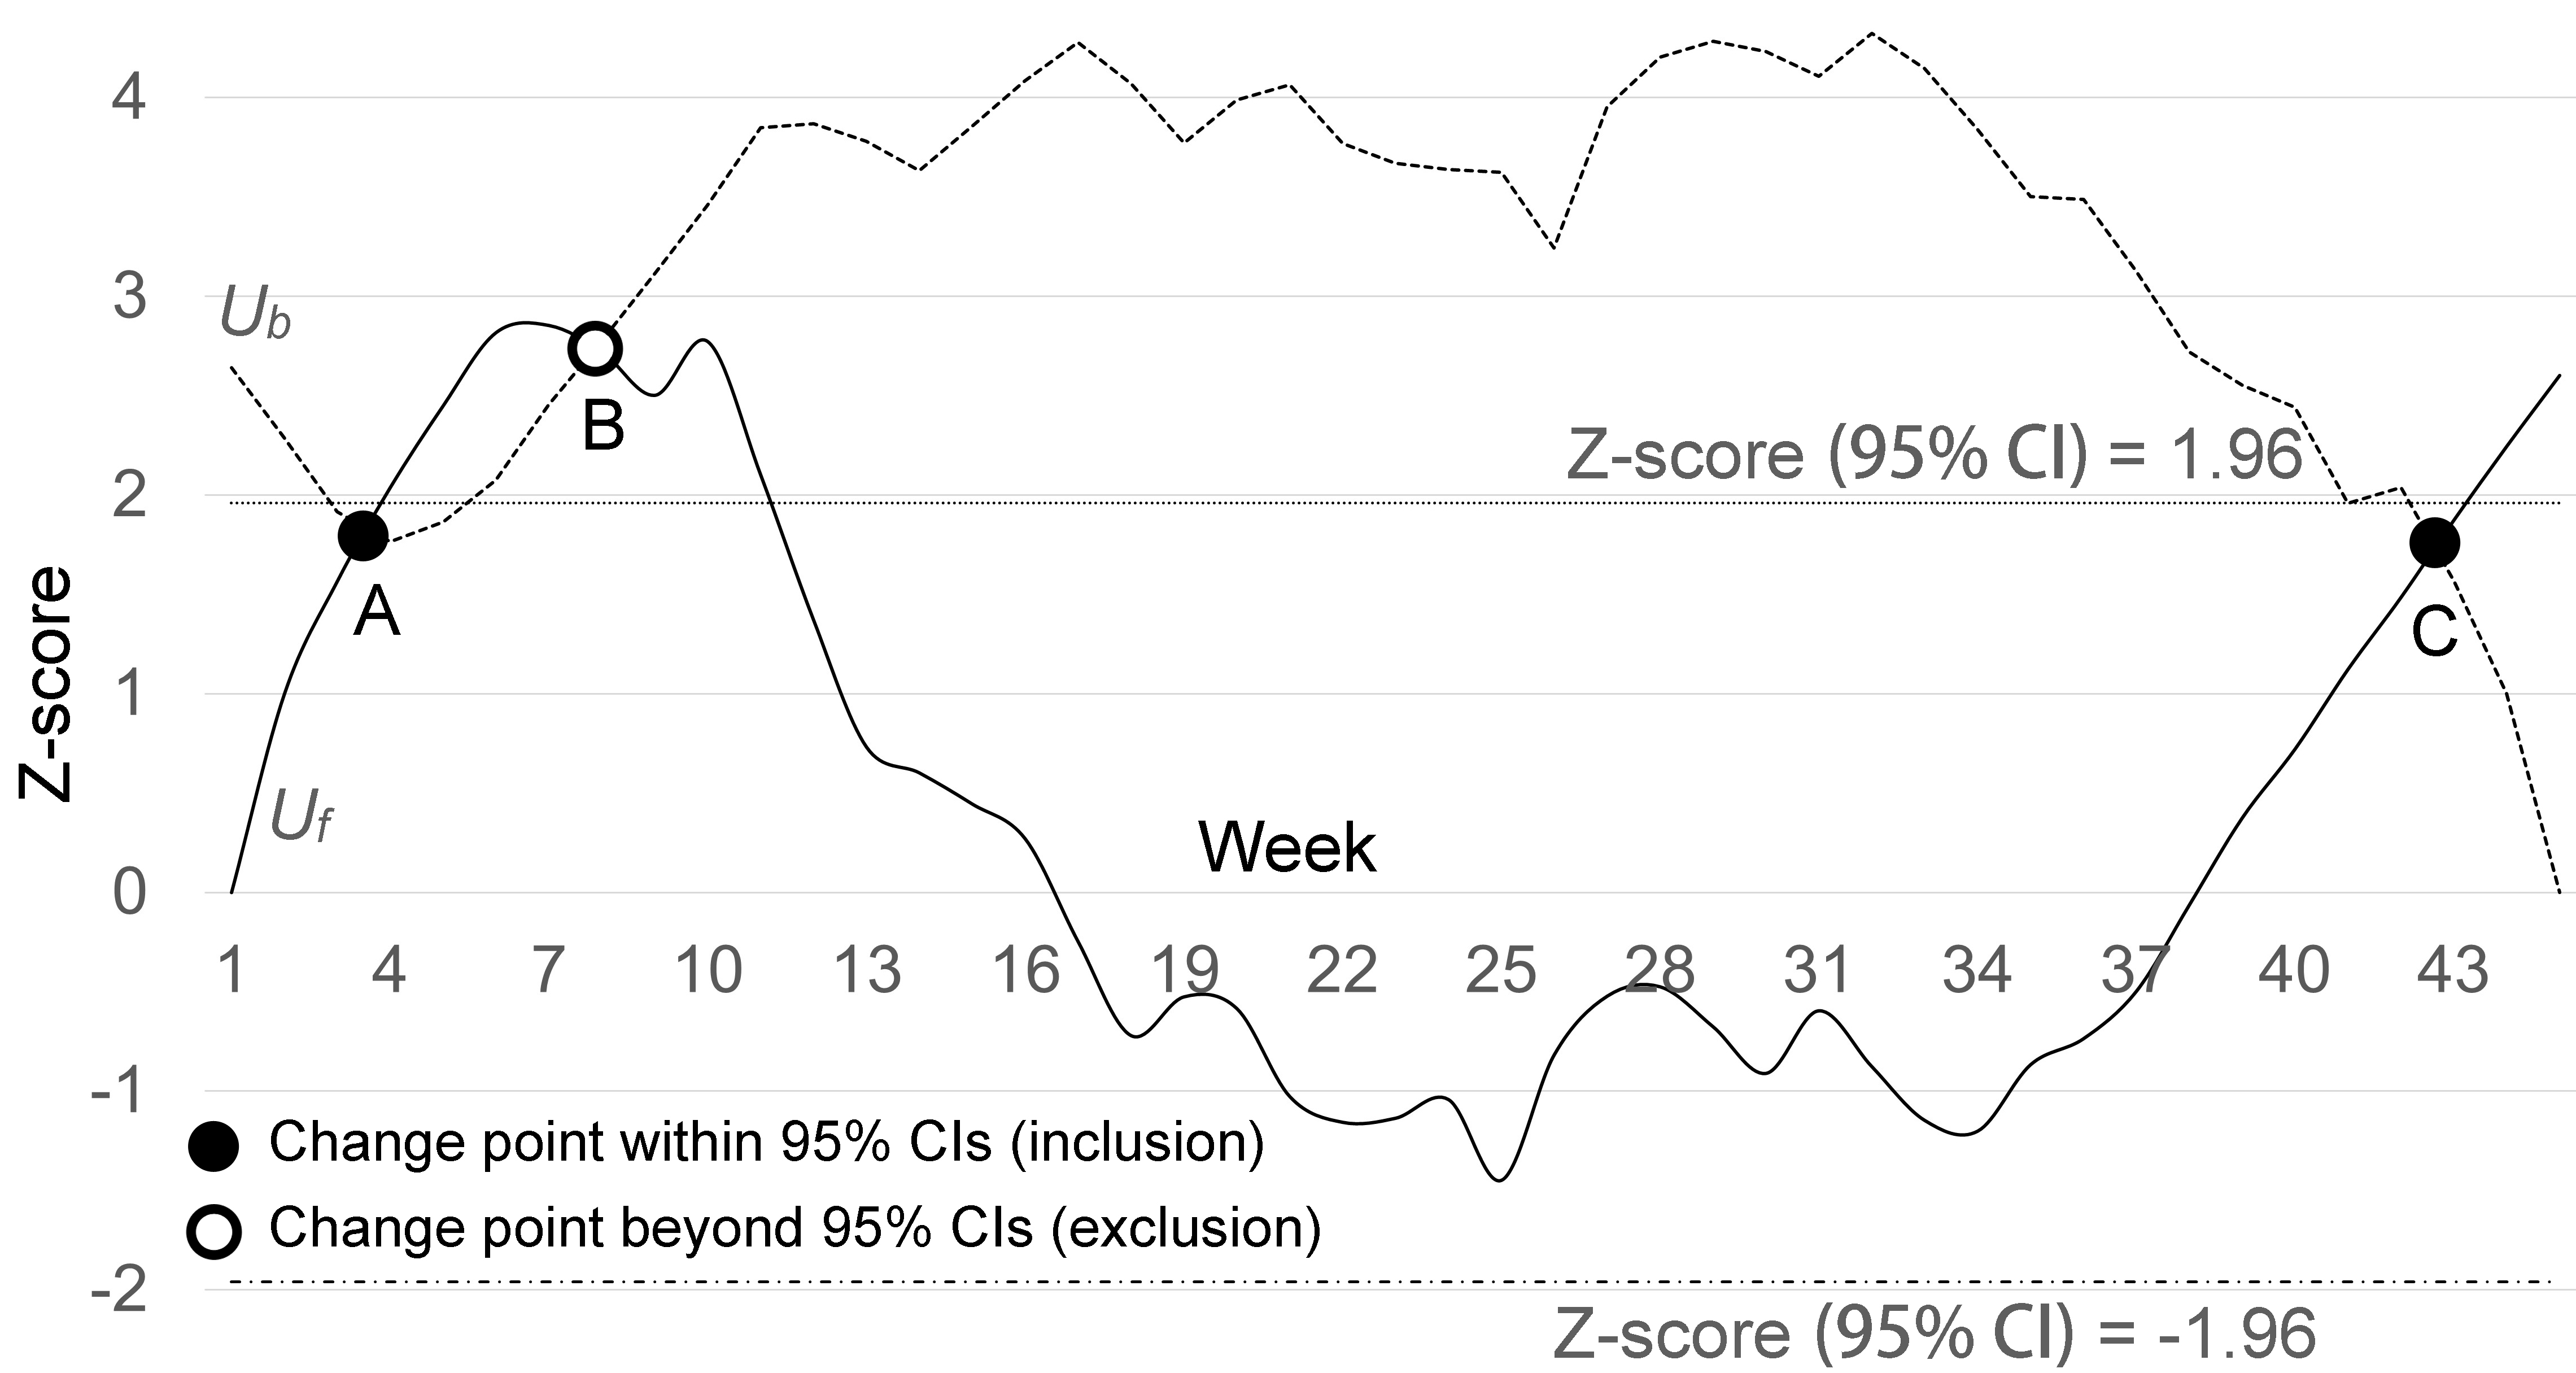 4
3
Ub
B
Z-score (95% CI) = 1.96
2
A
C
Z-score
1
Uf
Week
0
1 4 7 10 13 16 19 22 25 28 31 34 37 40 43
-1
Change point within 95% CIs (inclusion)
Change point beyond 95% CIs (exclusion)
-2
Z-score (95% CI) = -1.96